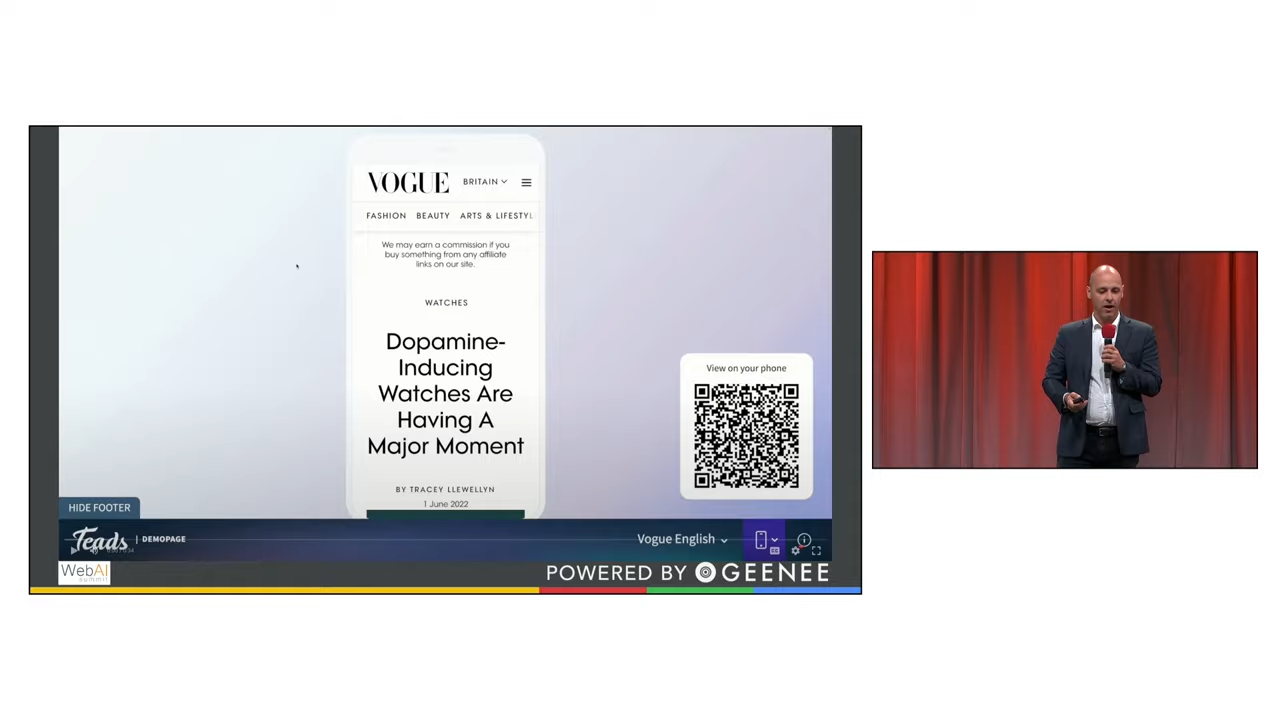 VOGUE
BRITAIN
FASHION BEAUTY ARTS & LIFESTYL
We may earn a commission if you
buy something from any affiliate
links on our site.
WATCHES
Dopamine-
Inducing
Watches Are
Having A
Major Moment
BY TRACEY LLEWELLYN
1 June 2022
View on your phone
HIDE FOOTER
Teads | DEMOPAGE
Vogue English
WebAI
summit
POWERED BY GEENEE